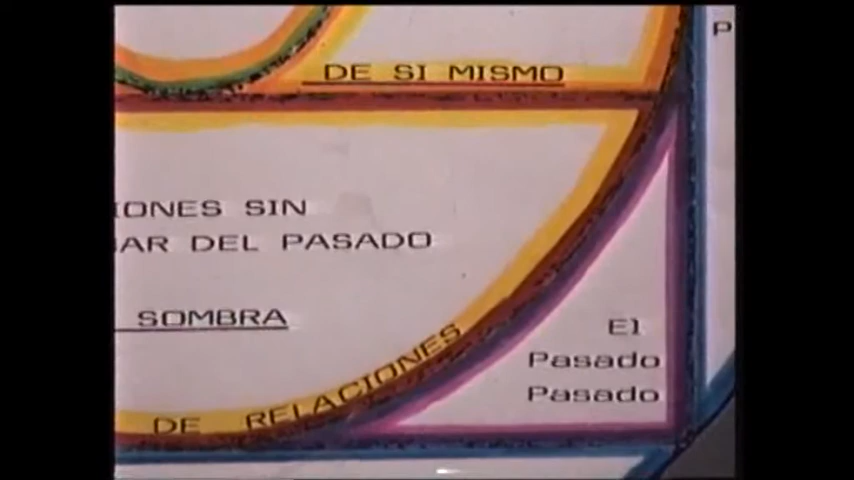 P
DE SI MISMO
IONES SIN
AR DEL PASADO
SOMBRA
DE RELACIONES
El
Pasado
Pasado